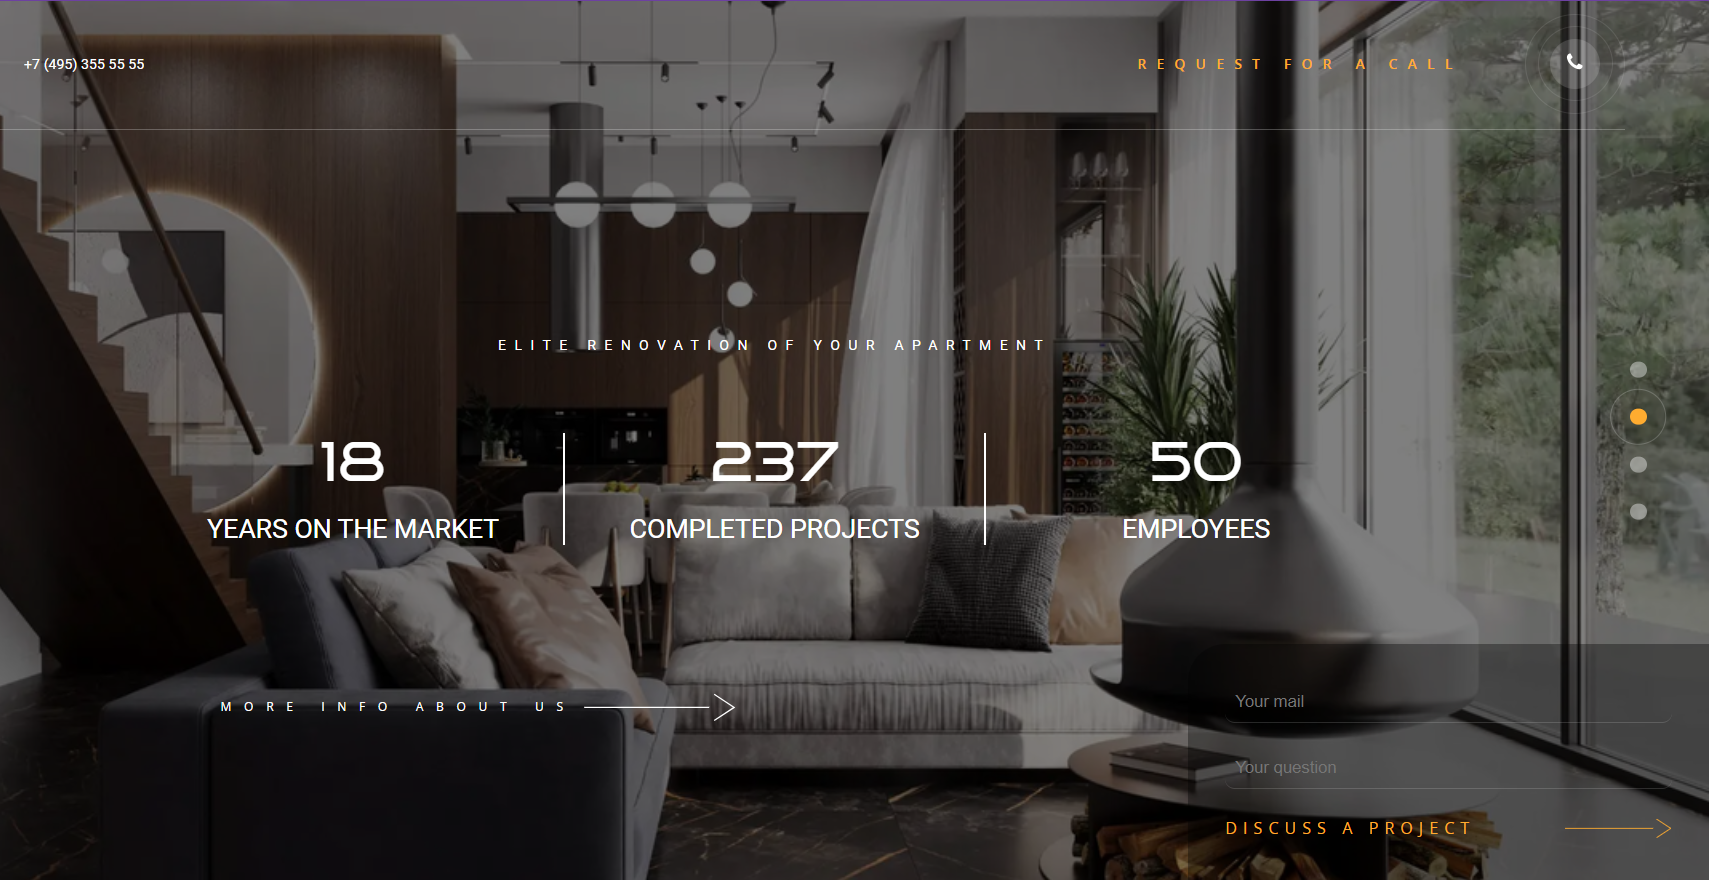 +7 (495) 355 55 55
REQUEST FOR A CALL
ELITE RENOVATION OF YOUR APARTMENT
18
237
50
YEARS ON THE MARKET
COMPLETED PROJECTS
EMPLOYEES
MORE INFO ABOUT US
Your mail
Your question
DISCUSS A PROJECT